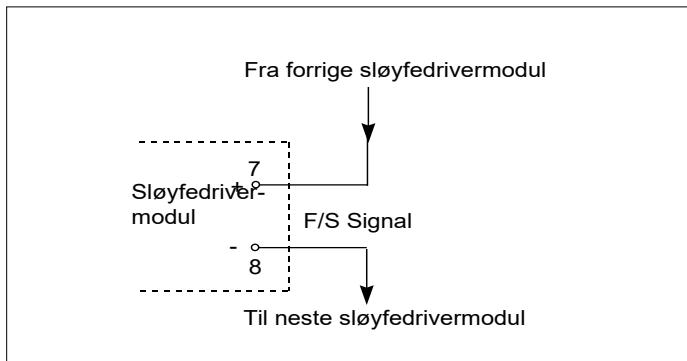 Fra forrige sløyfedrivermodul
7
+
Sløyfedriver-
modul
F/S Signal
-
8
Til neste sløyfedrivermodul